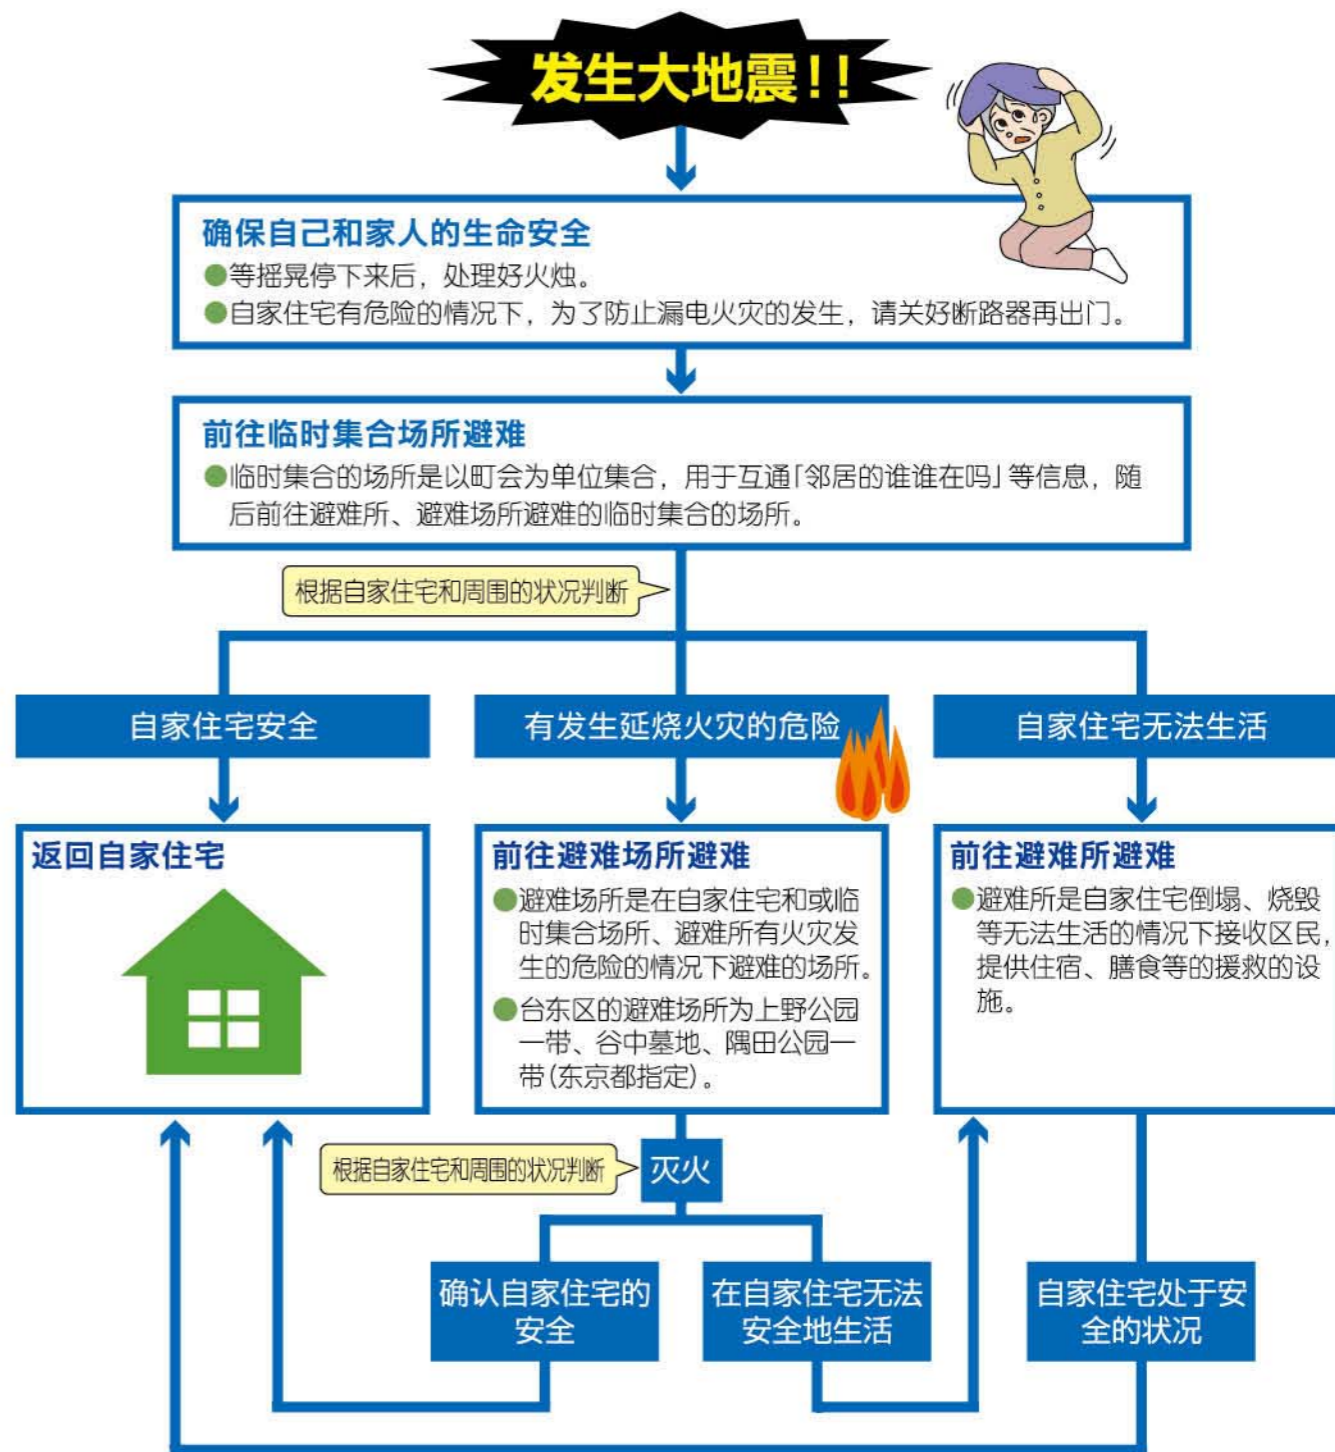 发生大地震!!
确保自己和家人的生命安全
●等摇晃停下来后，处理好火烛。
●自家住宅有危险的情况下，为了防止漏电火灾的发生，请关好断路器再出门。
前往临时集合场所避难
●临时集合的场所是以町会为单位集合，用于互通「邻居的谁谁在吗」等信息，随
后前往避难所、避难场所避难的临时集合的场所。
根据自家住宅和周围的状况判断
自家住宅安全
有发生延烧火灾的危险
自家住宅无法生活
返回自家住宅
前往避难场所避难
●避难场所是在自家住宅和或临
时集合场所、避难所有火灾发
生的危险的情况下避难的场所。
●台东区的避难场所为上野公园
一带、谷中墓地、隅田公园一
带(东京都指定)。
前往避难所避难
●避难所是自家住宅倒塌、烧毁
等无法生活的情况下接收区民，
提供住宿、膳食等的援救的设
施。
根据自家住宅和周围的状况判断
灭火
确认自家住宅的
安全
在自家住宅无法
安全地生活
自家住宅处于安
全的状况